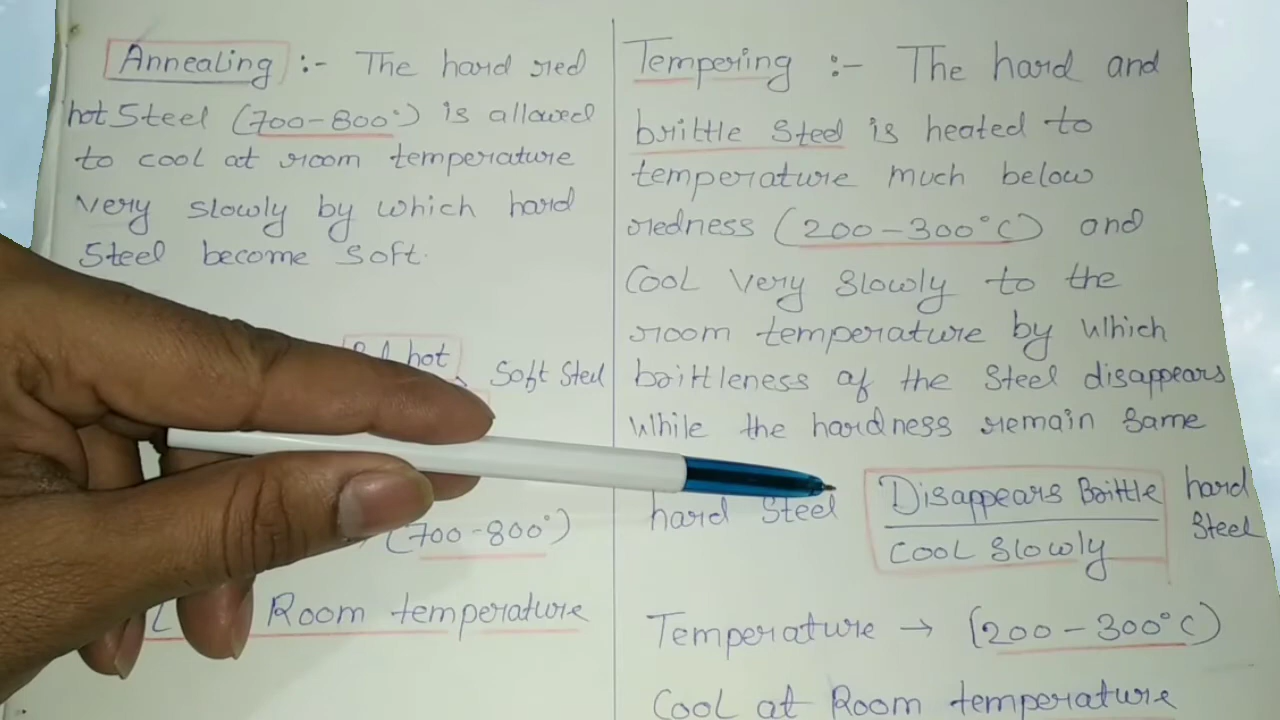 Annealing :- The hard red
hot Steel (700-800°) is allowed
to cool at room temperature
very slowly by which hard
Steel become Soft.
hot
Soft Steel
(700-800°)
Room temperature
Tempering :- The hard and
brittle Steel is heated to
temperature much below
redness (200-300°C) and
Cool very slowly to the
room temperature by which
brittleness of the Steel disappears
While the hardness remain same
hard Steel Disappears Brittle hard
Cool Slowly Steel
Temperature → (200-300°C)
Cool at Room temperature